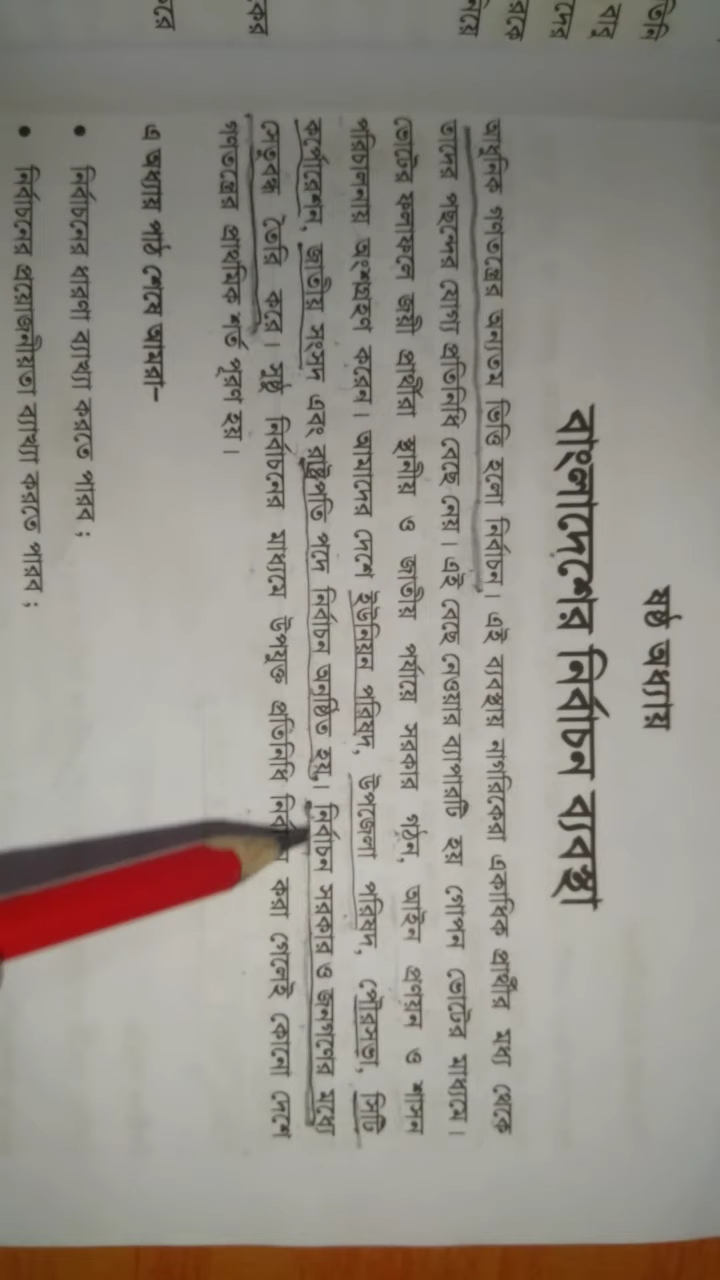 ষষ্ঠ অধ্যায়
বাংলাদেশের নির্বাচন ব্যবস্থা
আধুনিক গণতন্ত্রের অন্যতম ভিত্তি হলো নির্বাচন। এই ব্যবস্থায় নাগরিকেরা একাধিক প্রার্থীর মধ্য থেকে
তাদের পছন্দের যোগ্য প্রতিনিধি বেছে নেয়। এই বেছে নেওয়ার ব্যাপারটি হয় গোপন ভোটের মাধ্যমে।
ভোটের ফলাফলে জয়ী প্রার্থীরা স্থানীয় ও জাতীয় পর্যায়ে সরকার গঠন, আইন প্রণয়ন ও শাসন
পরিচালনায় অংশগ্রহণ করেন। আমাদের দেশে ইউনিয়ন পরিষদ, উপজেলা পরিষদ, পৌরসভা, সিটি
কর্পোরেশন, জাতীয় সংসদ এবং রাষ্ট্রপতি পদে নির্বাচন অনুষ্ঠিত হয়। নির্বাচন সরকার ও জনগণের মধ্যে
সেতুবন্ধ তৈরি করে। সুষ্ঠু নির্বাচনের মাধ্যমে উপযুক্ত প্রতিনিধি করা গেলেই কোনো দেশে
গণতন্ত্রের প্রাথমিক শর্ত পূরণ হয়।
এ অধ্যায় পাঠ শেষে আমরা-
• নির্বাচনের ধারণা ব্যাখ্যা করতে পারব;
• নির্বাচনের প্রয়োজনীয়তা ব্যাখ্যা করতে পারব;